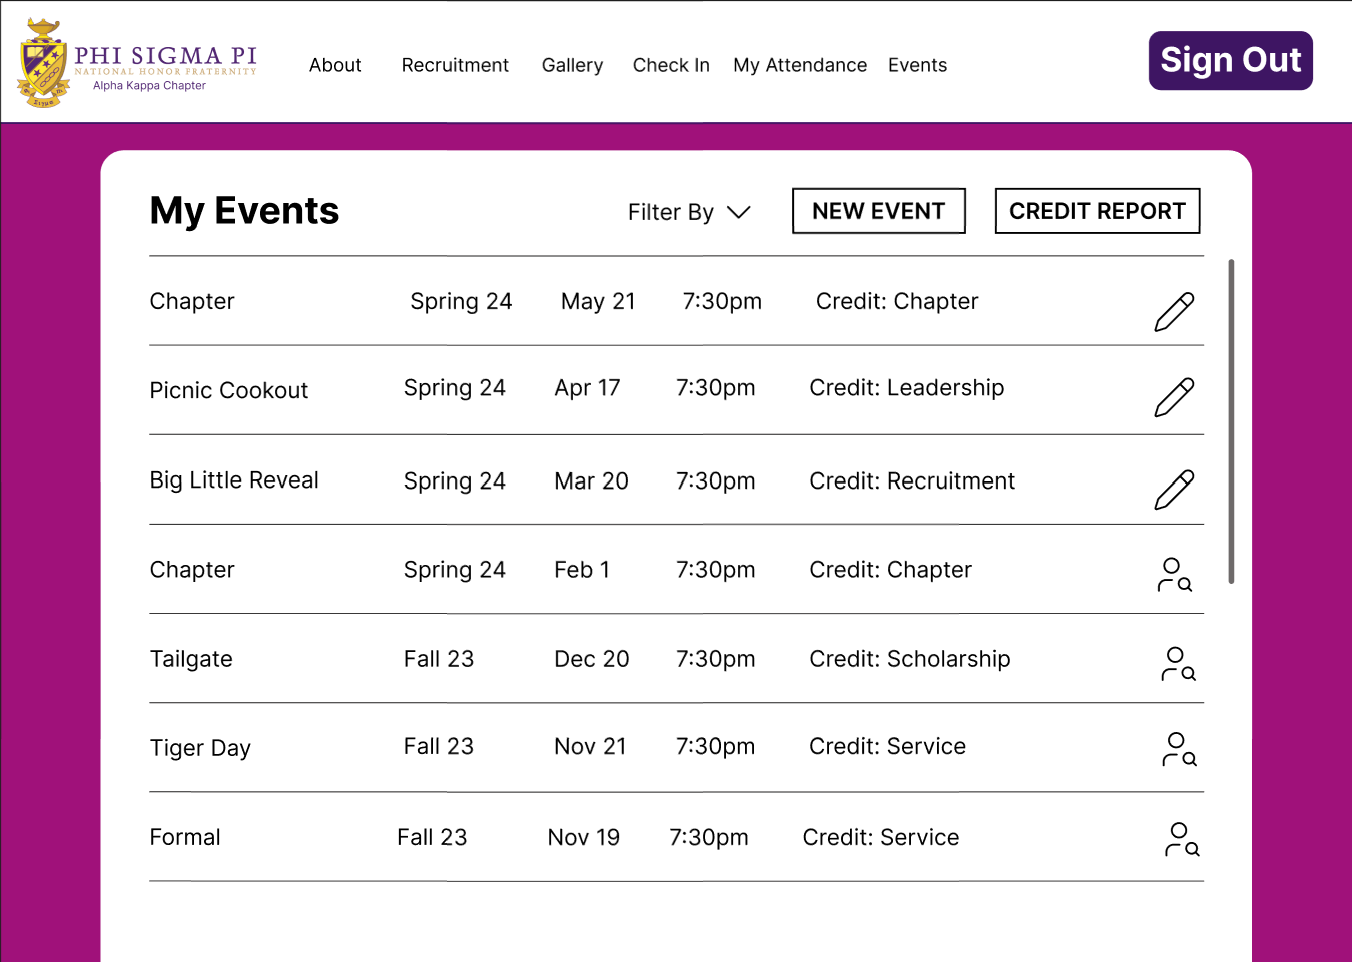 PHI SIGMA PI
NATIONAL HONOR FRATERNITY
Alpha Kappa Chapter
About Recruitment Gallery Check In My Attendance Events
Sign Out
My Events Filter By NEW EVENT CREDIT REPORT
Chapter Spring 24 May 21 7:30pm Credit: Chapter
Picnic Cookout Spring 24 Apr 17 7:30pm Credit: Leadership
Big Little Reveal Spring 24 Mar 20 7:30pm Credit: Recruitment
Chapter Spring 24 Feb 1 7:30pm Credit: Chapter
Tailgate Fall 23 Dec 20 7:30pm Credit: Scholarship
Tiger Day Fall 23 Nov 21 7:30pm Credit: Service
Formal Fall 23 Nov 19 7:30pm Credit: Service